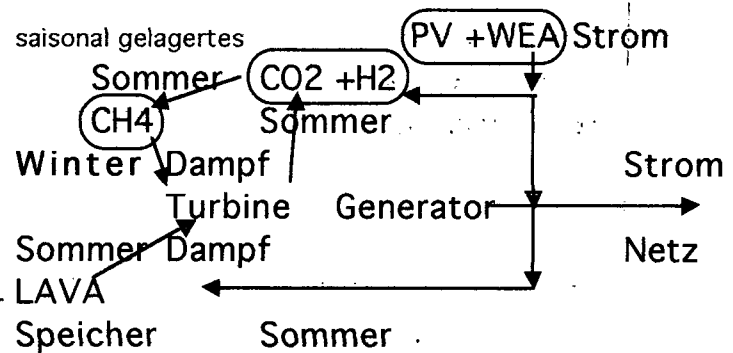 PV +WEA Strom
saisonal gelagertes
Sommer CO2 +H2
CH4 Sommer
Winter Dampf Strom
Turbine Generator
Sommer Dampf Netz
LAVA
Speicher Sommer